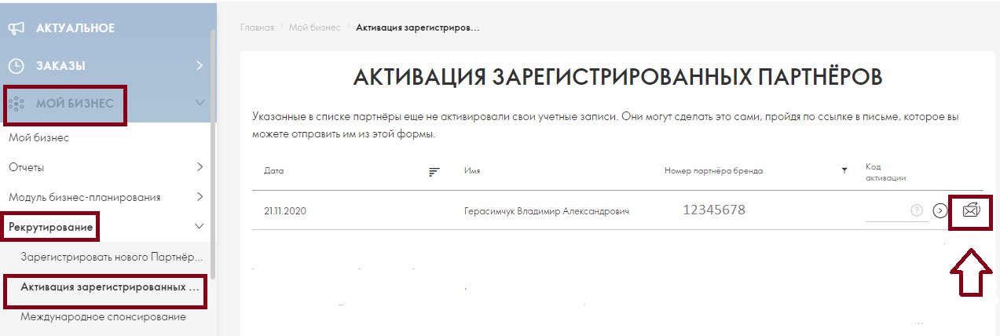 АКТУАЛЬНОЕ
ЗАКАЗЫ
МОЙ БИЗНЕС
Мой бизнес
Отчеты
Модуль бизнес-планирования
Рекрутирование
Зарегистрировать нового Партнёр...
Активация зарегистрированных ...
Международное спонсирование
Главная > Мой бизнес > Активация зарегистриров...
АКТИВАЦИЯ ЗАРЕГИСТРИРОВАННЫХ ПАРТНЁРОВ
Указанные в списке партнёры еще не активировали свои учетные записи. Они могут сделать это сами, пройдя по ссылке в письме, которое вы
можете отправить им из этой формы.
Дата Имя Номер партнёра бренда Код
активации
21.11.2020 Герасимчук Владимир Александрович 12345678 ?